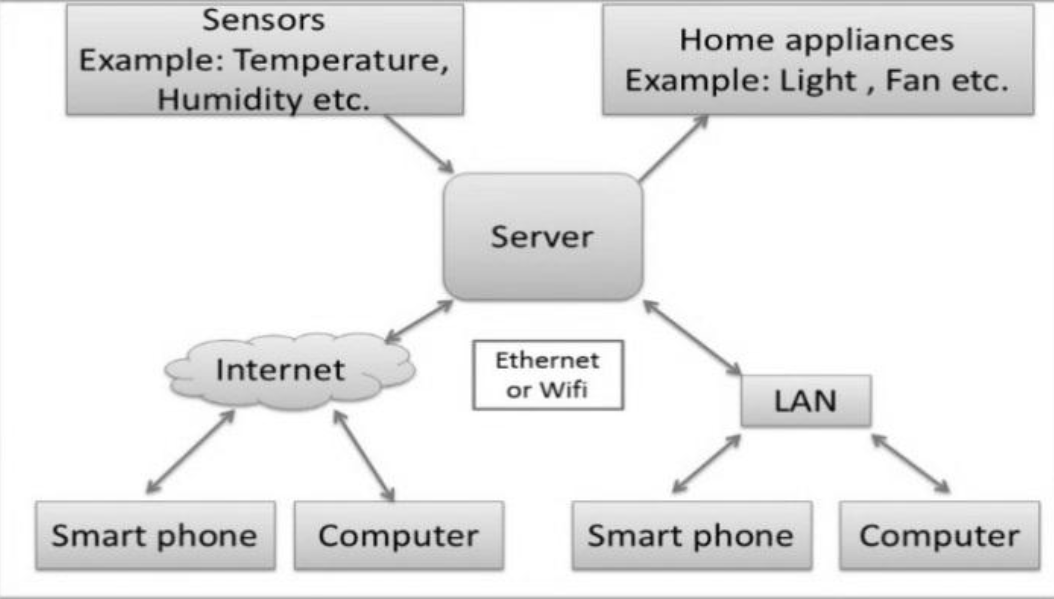 Sensors
Example: Temperature,
Humidity etc.
Home appliances
Example: Light , Fan etc.
Server
Internet
Ethernet
or Wifi
LAN
Smart phone
Computer
Smart phone
Computer